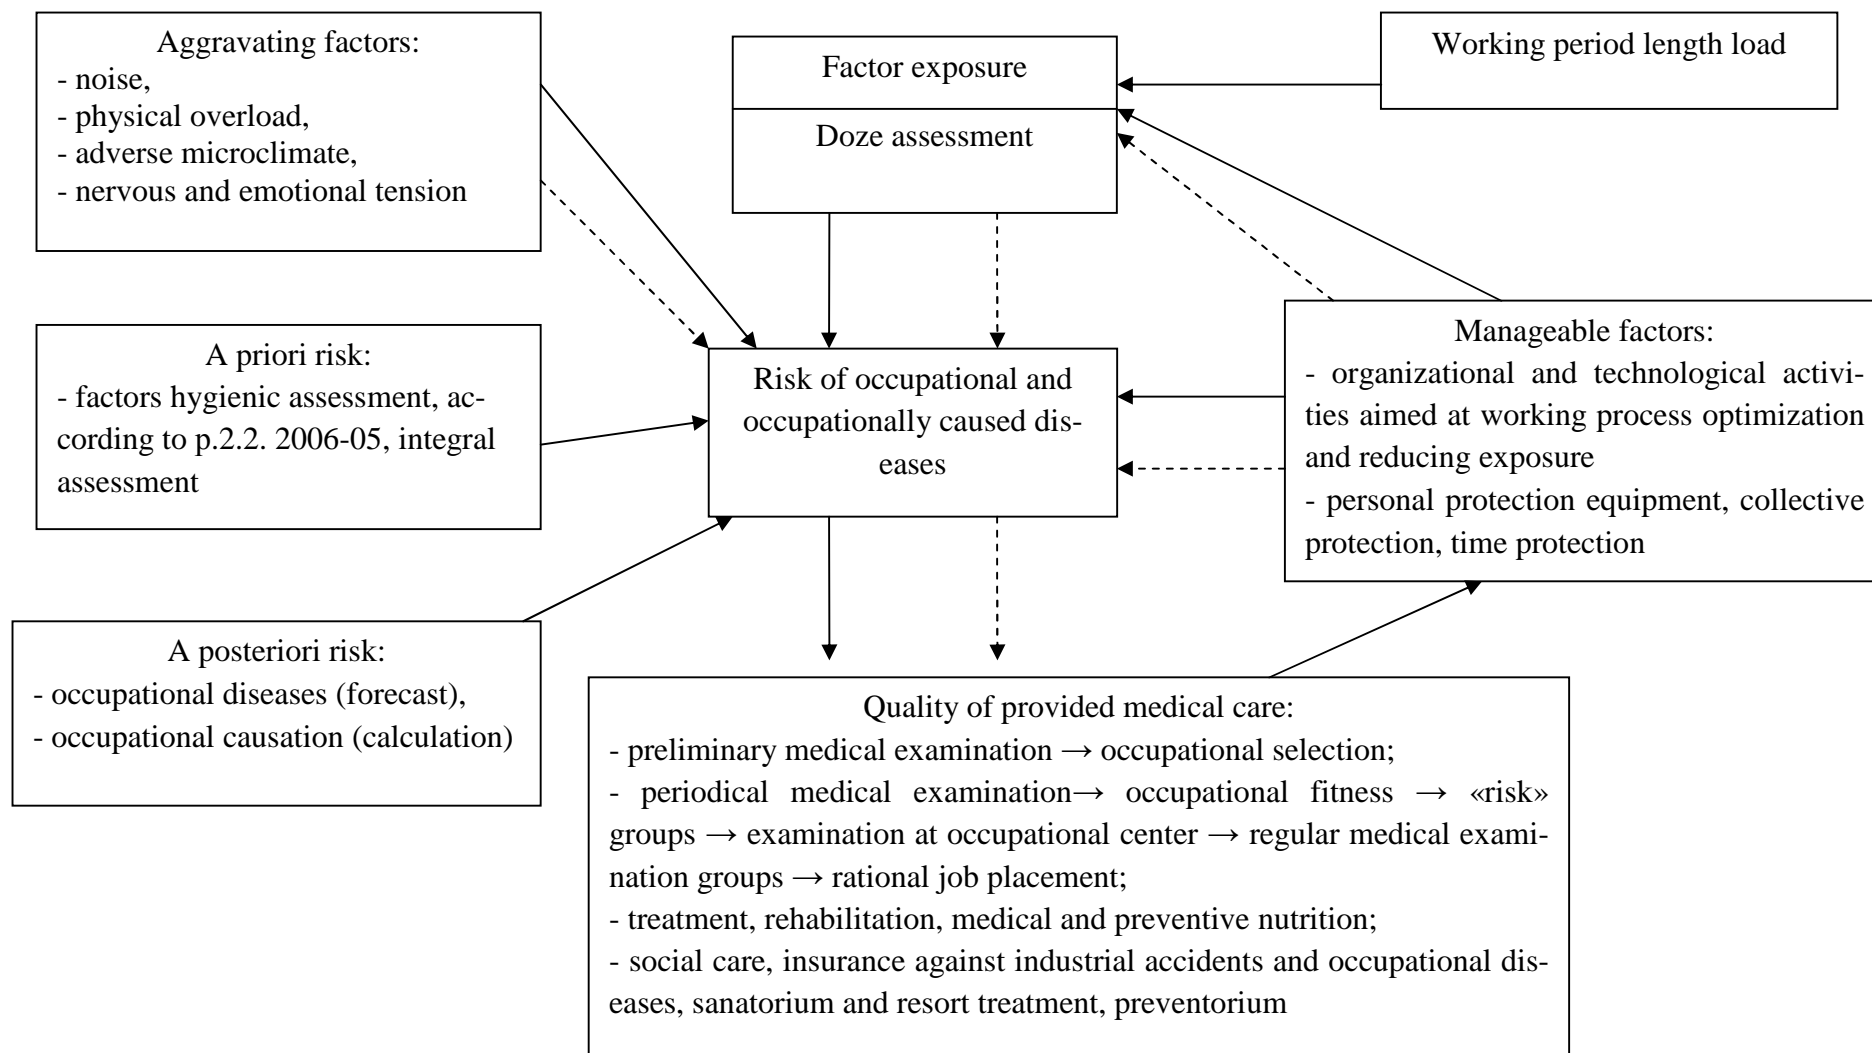 Aggravating factors:
- noise,
- physical overload,
- adverse microclimate,
- nervous and emotional tension
Factor exposure
Doze assessment
Working period length load
A priori risk:
- factors hygienic assessment, ac-
cording to p.2.2. 2006-05, integral
assessment
Risk of occupational and
occupationally caused dis-
eases
Manageable factors:
- organizational and technological activi-
ties aimed at working process optimization
and reducing exposure
- personal protection equipment, collective
protection, time protection
A posteriori risk:
- occupational diseases (forecast),
- occupational causation (calculation)
Quality of provided medical care:
- preliminary medical examination → occupational selection;
- periodical medical examination→ occupational fitness → «risk»
groups → examination at occupational center → regular medical exami-
nation groups → rational job placement;
- treatment, rehabilitation, medical and preventive nutrition;
- social care, insurance against industrial accidents and occupational dis-
eases, sanatorium and resort treatment, preventorium